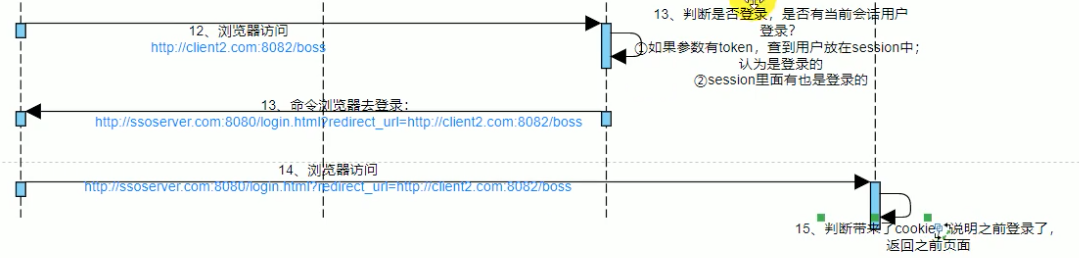 12、浏览器访问
http://client2.com:8082/boss
13、判断是否登录，是否有当前会话用户
登录？
①如果参数有token，查到用户放在session中；
认为是登录的
②session里面有也是登录的
13、命令浏览器去登录：
http://ssoserver.com:8080/login.html?redirect_url=http://client2.com:8082/boss
14、浏览器访问
http://ssoserver.com:8080/login.html?redirect_url=http://client2.com:8082/boss
15、判断带来了cookie 说明之前登录了，
返回之前页面